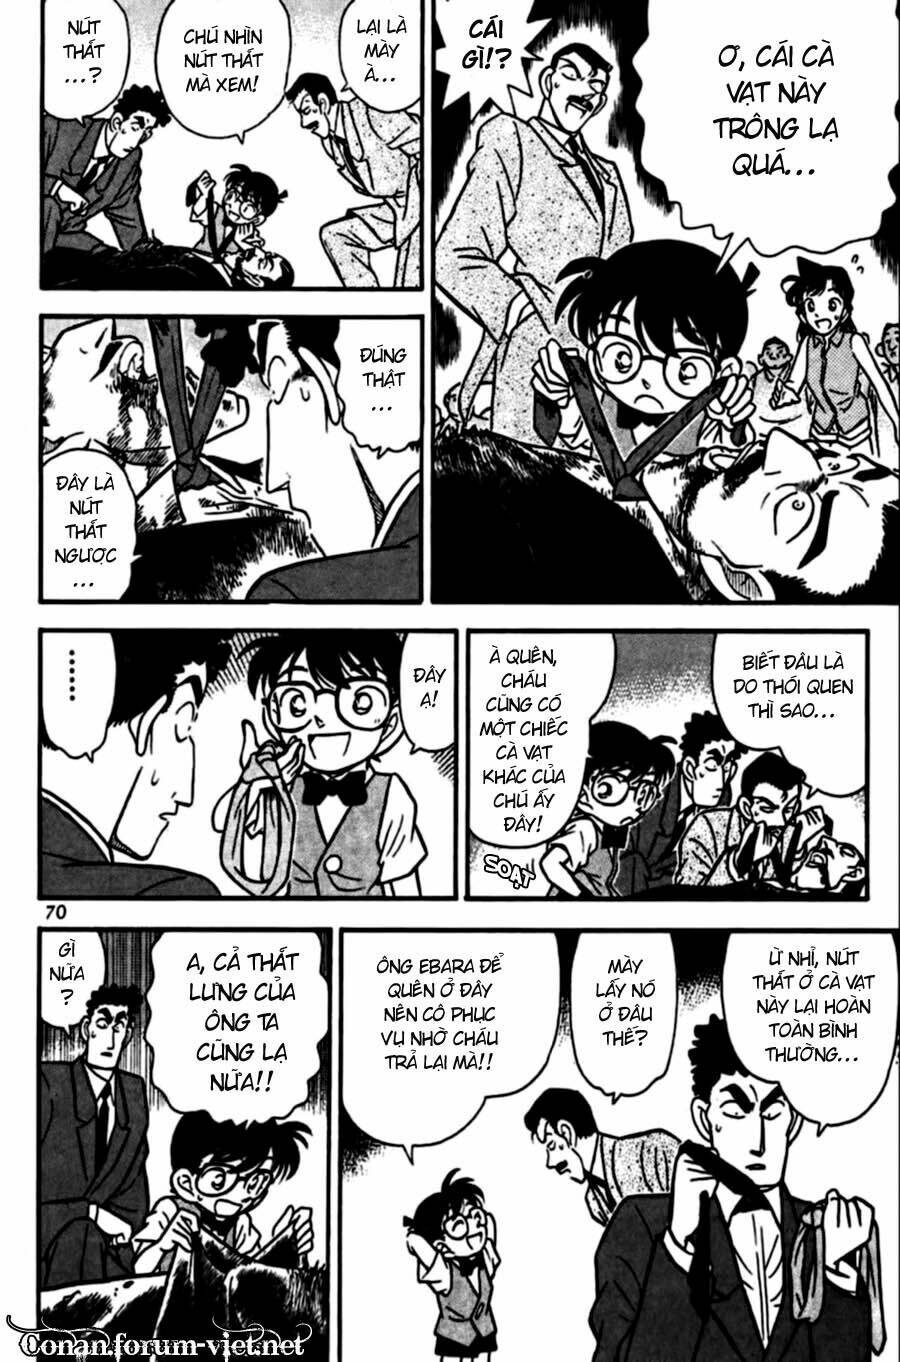 Ơ, CÁI CÀ
VẠT NÀY
TRÔNG LẠ
QUÁ...
CÁI
GÌ!?
LẠI LÀ
MÀY
À...
CHÚ NHÌN
NÚT THẮT
MÀ XEM!
NÚT
THẮT
...?
ĐÚNG
THẬT
...
ĐÂY LÀ
NÚT
THẮT
NGƯỢC
...
BIẾT ĐÂU LÀ
DO THÓI QUEN
THÌ SAO...
À QUÊN,
CHÁU
CŨNG CÓ
MỘT CHIẾC
CÀ VẠT
KHÁC CỦA
CHÚ ẤY
ĐÂY!
SOẠT
ĐÂY
Ạ!
......
70
Ừ NHỈ, NÚT
THẮT Ở CÀ VẠT
NÀY LẠI HOÀN
TOÀN BÌNH
THƯỜNG...
MÀY
LẤY NÓ
Ở ĐÂU
THẾ?
ÔNG EBARA ĐỂ
QUÊN Ở ĐÂY
NÊN CÔ PHỤC
VỤ NHỜ CHÁU
TRẢ LẠI MÀ!!
A, CẢ THẮT
LƯNG CỦA
ÔNG TA
CŨNG LẠ
NỮA!!
GÌ
NỮA
?
Conan.forum-viet.net